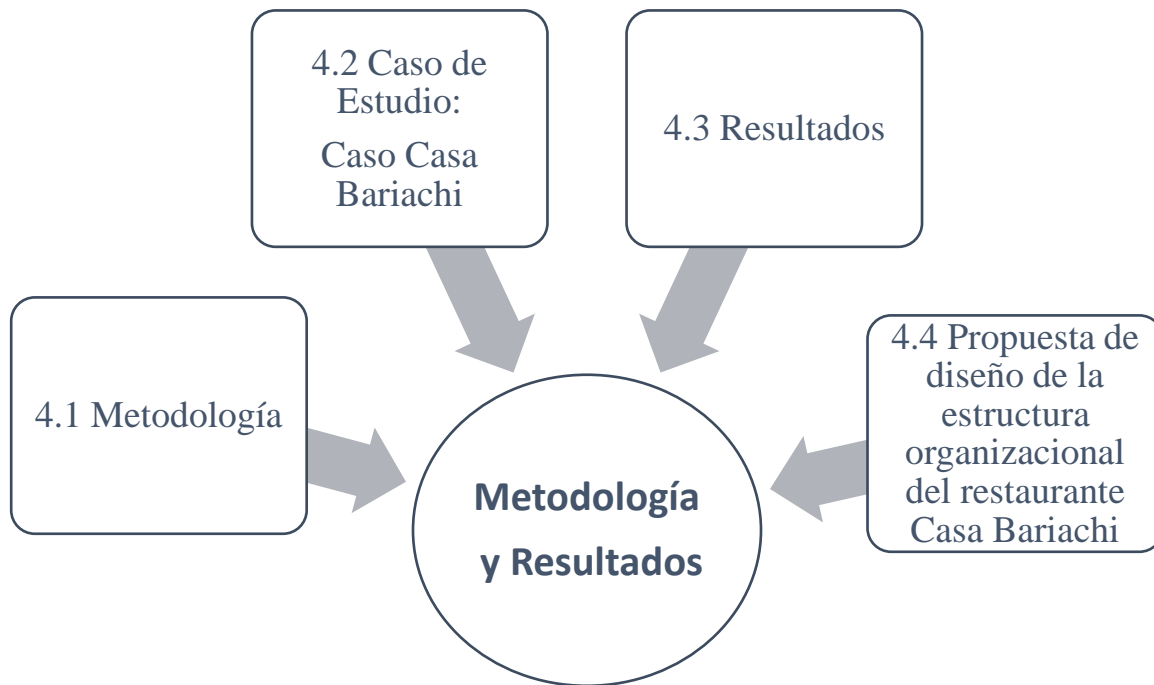 4.1 Metodología
4.2 Caso de
Estudio:
Caso Casa
Bariachi
4.3 Resultados
4.4 Propuesta de
diseño de la
estructura
organizacional
del restaurante
Casa Bariachi
Metodología
y Resultados